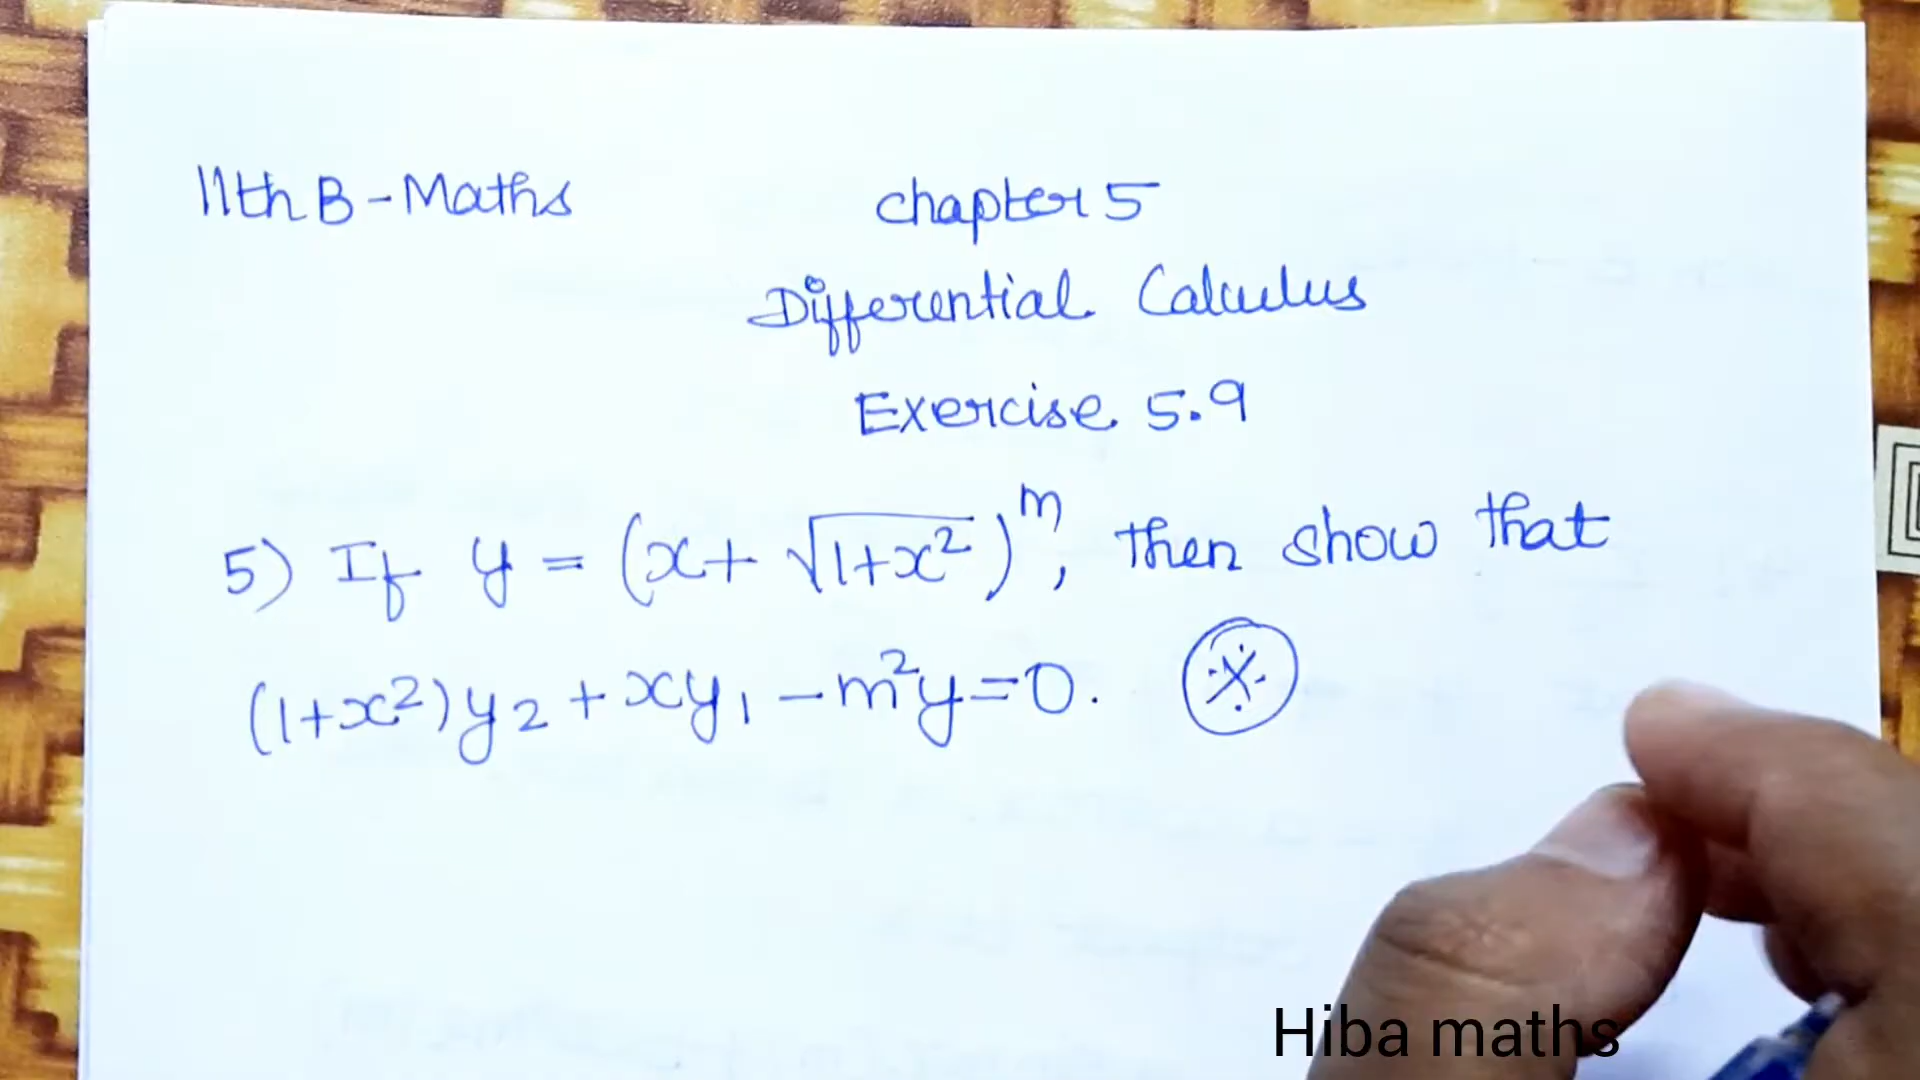 11th B - Maths
chapter 5
Differential Calculus
Exercise 5.9
5) If y = (x + √(1+x²))ᵐ, then show that
(1+x²)y₂ + xy₁ - m²y = 0.
Hiba maths